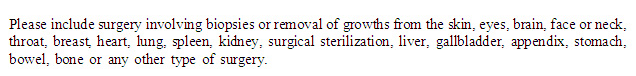 Please include surgery involving biopsies or removal of growths from the skin, eyes, brain, face or neck,
throat, breast, heart, lung, spleen, kidney, surgical sterilization, liver, gallbladder, appendix, stomach,
bowel, bone or any other type of surgery.